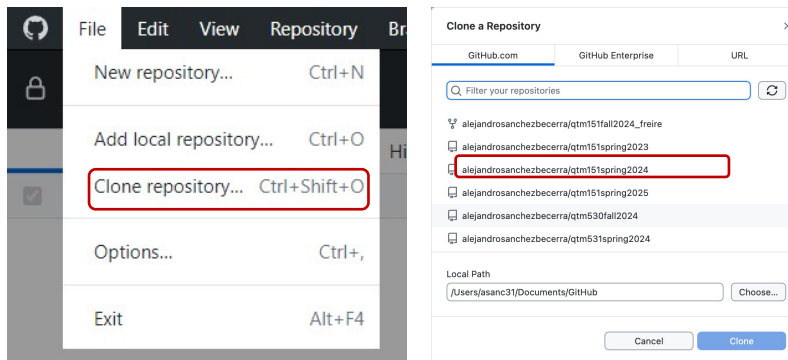 File Edit View Repository Br
New repository... Ctrl+N
Add local repository... Ctrl+O
Hi
Clone repository... Ctrl+Shift+O
Options... Ctrl+,
Exit Alt+F4
Clone a Repository
GitHub.com GitHub Enterprise URL
Filter your repositories
alejandrosanchezbecerra/qtm151fall2024_freire
alejandrosanchezbecerra/qtm151spring2023
alejandrosanchezbecerra/qtm151spring2024
alejandrosanchezbecerra/qtm151spring2025
alejandrosanchezbecerra/qtm530fall2024
alejandrosanchezbecerra/qtm531spring2024
Local Path
/Users/asanc31/Documents/GitHub Choose...
Cancel Clone